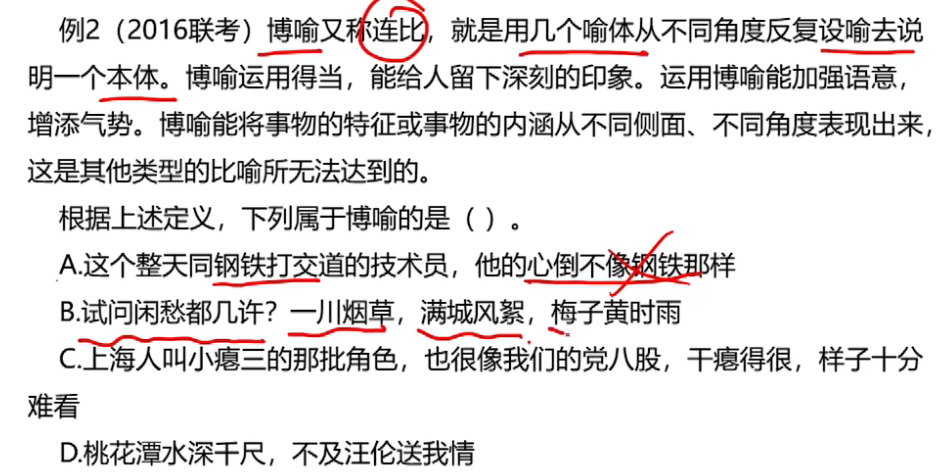 例2（2016联考）博喻又称连比，就是用几个喻体从不同角度反复设喻去说
明一个本体。博喻运用得当，能给人留下深刻的印象。运用博喻能加强语意，
增添气势。博喻能将事物的特征或事物的内涵从不同侧面、不同角度表现出来，
这是其他类型的比喻所无法达到的。
根据上述定义，下列属于博喻的是（ ）。
A.这个整天同钢铁打交道的技术员，他的心倒不像钢铁那样
B.试问闲愁都几许？一川烟草，满城风絮，梅子黄时雨
C.上海人叫小瘪三的那批角色，也很像我们的党八股，干瘪得很，样子十分
难看
D.桃花潭水深千尺，不及汪伦送我情